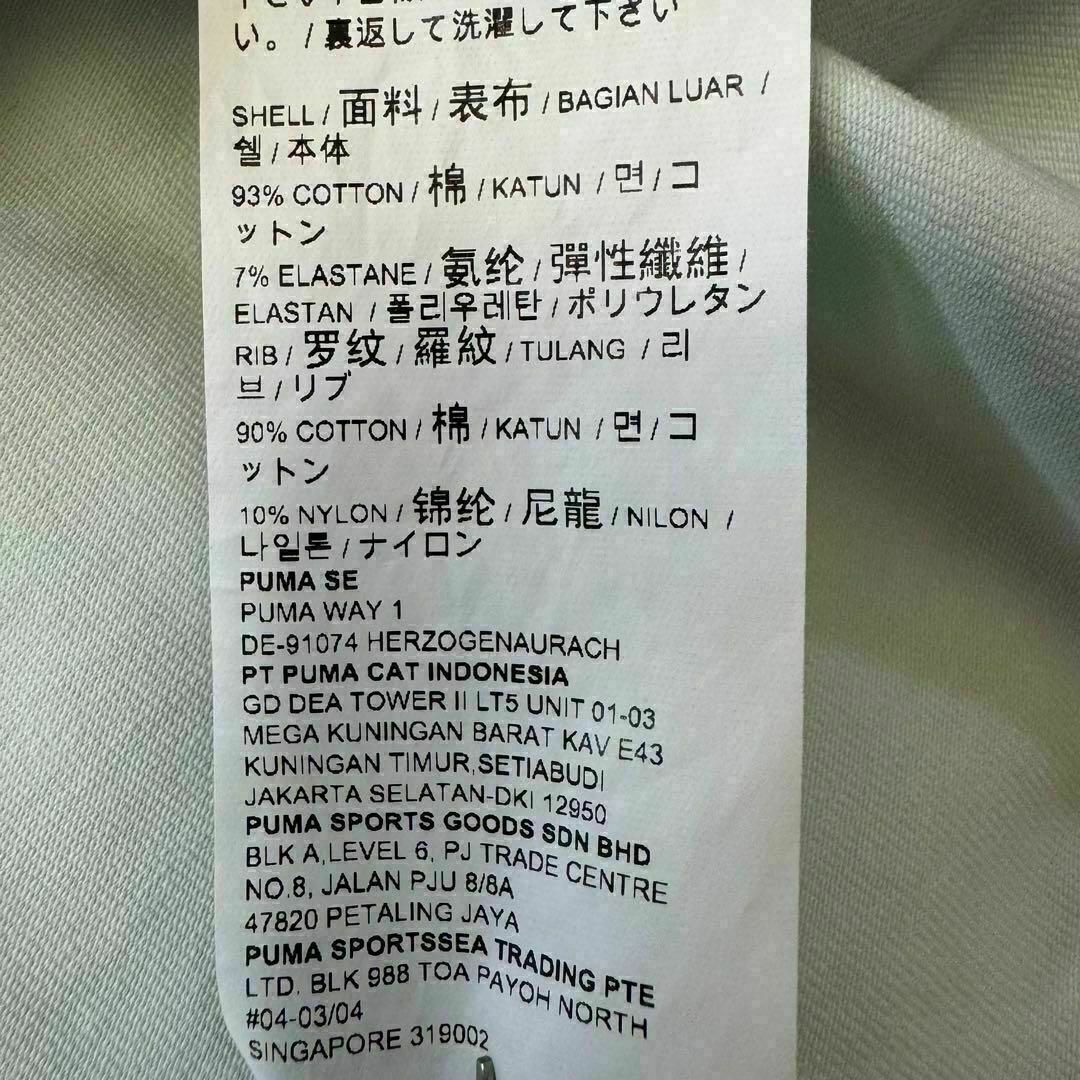 い。/裏返して洗濯して下さい
SHELL / 面料 / 表布 / BAGIAN LUAR /
쉘 / 本体
93% COTTON / 棉 / KATUN / 면 / コ
ットン
7% ELASTANE / 氨纶 / 彈性纖維 /
ELASTAN / 폴리우레탄 / ポリウレタン
RIB / 罗纹 / 羅紋 / TULANG / 리
브 / リブ
90% COTTON / 棉 / KATUN / 면 / コ
ットン
10% NYLON / 锦纶 / 尼龍 / NILON /
나일론 / ナイロン
PUMA SE
PUMA WAY 1
DE-91074 HERZOGENAURACH
PT PUMA CAT INDONESIA
GD DEA TOWER II LT5 UNIT 01-03
MEGA KUNINGAN BARAT KAV E43
KUNINGAN TIMUR,SETIABUDI
JAKARTA SELATAN-DKI 12950
PUMA SPORTS GOODS SDN BHD
BLK A,LEVEL 6, PJ TRADE CENTRE
NO.8, JALAN PJU 8/8A
47820 PETALING JAYA
PUMA SPORTSSEA TRADING PTE
LTD. BLK 988 TOA PAYOH NORTH
#04-03/04
SINGAPORE 319002